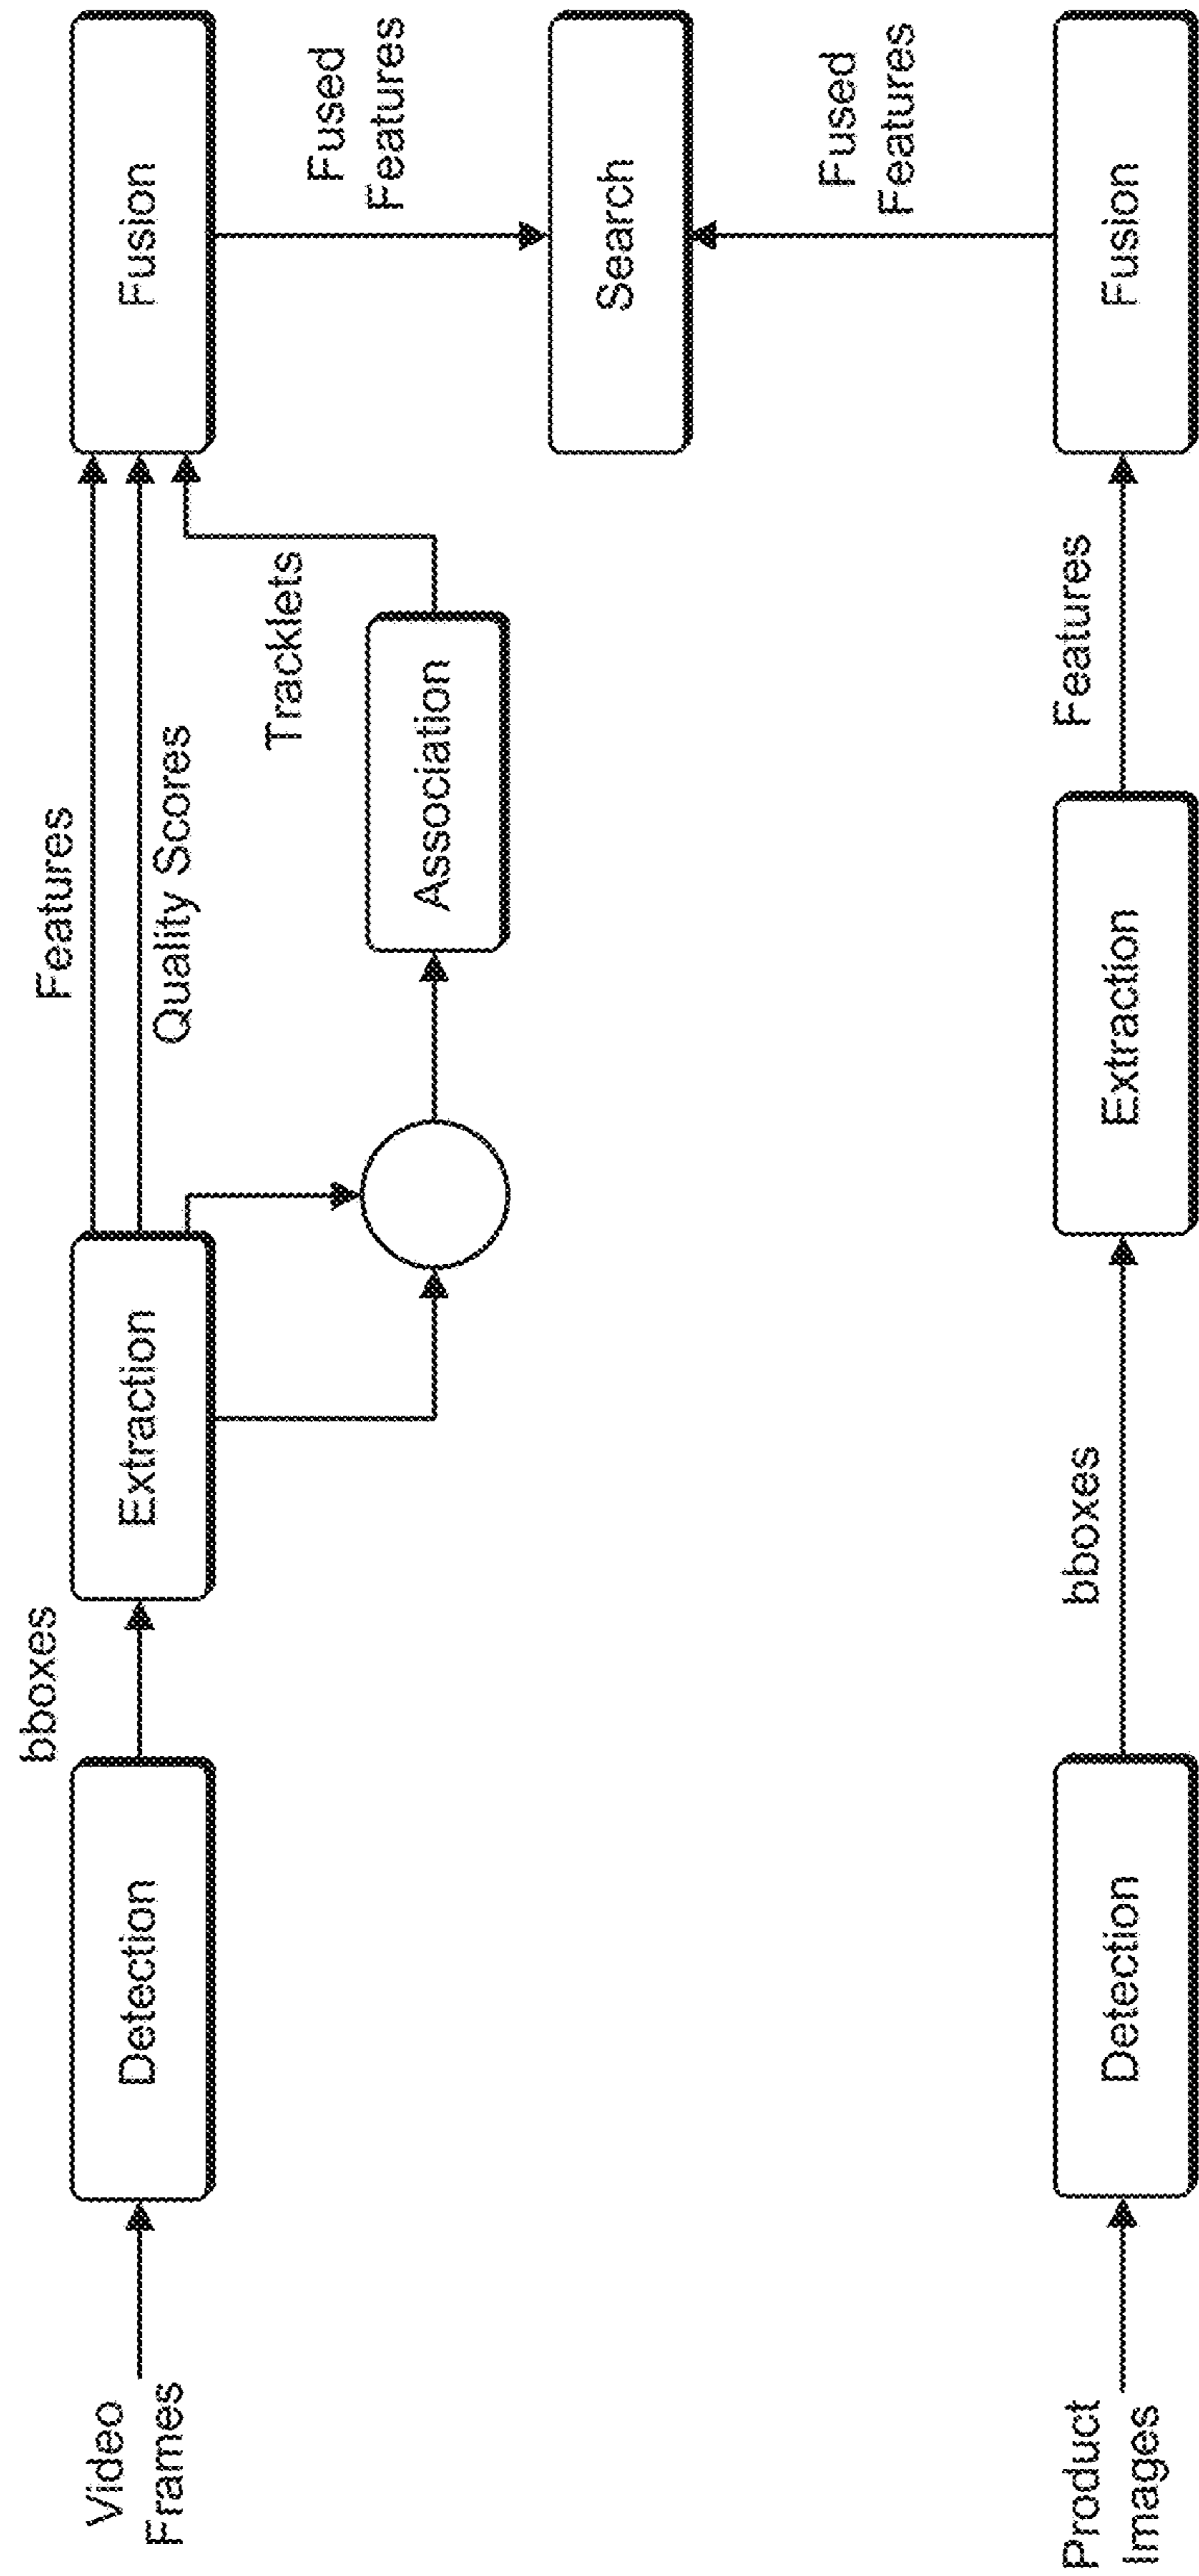 Video
Frames
Detection
bboxes
Extraction
Features
Quality Scores
Association
Tracklets
Fusion
Fused
Features
Search
Fused
Features
Product
Images
Detection
bboxes
Extraction
Features
Fusion